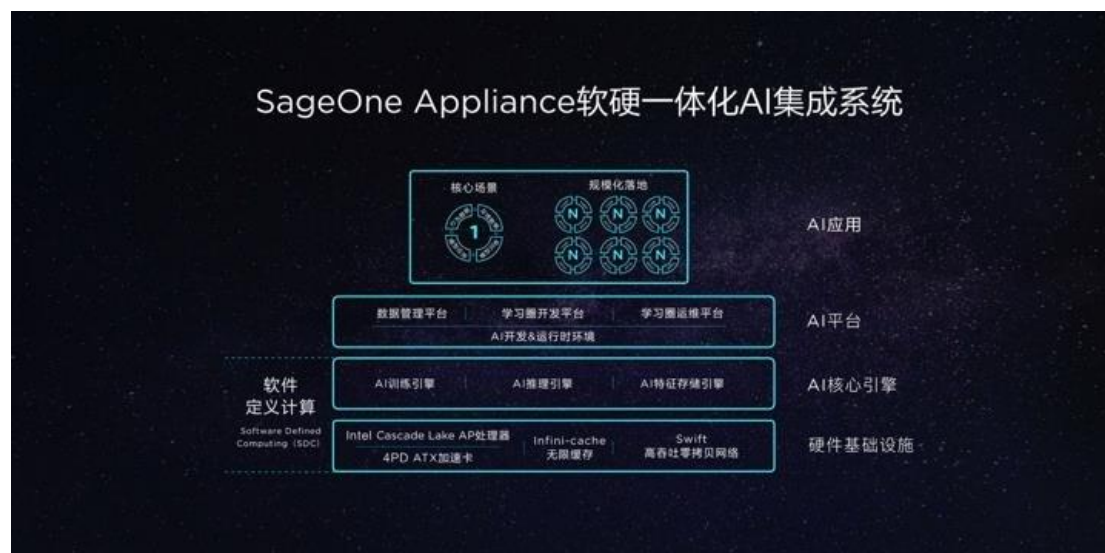 SageOne Appliance软硬一体化AI集成系统
核心场景
规模化落地
1
N N N
N N N
AI应用
数据管理平台
学习圈开发平台
学习圈运维平台
AI开发&运行时环境
AI平台
软件
定义计算
Software Defined
Computing (SDC)
AI训练引擎
AI推理引擎
AI特征存储引擎
AI核心引擎
Intel Cascade Lake AP处理器
4PD ATX加速卡
Infini-cache
无限缓存
Swift
高吞吐零拷贝网络
硬件基础设施